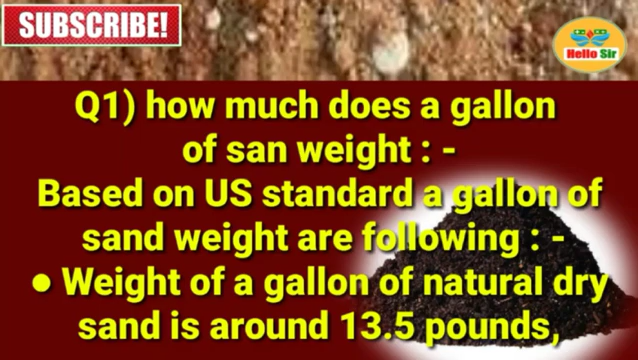 SUBSCRIBE!
Hello Sir
Q1) how much does a gallon
of san weight : -
Based on US standard a gallon of
sand weight are following : -
● Weight of a gallon of natural dry
sand is around 13.5 pounds,